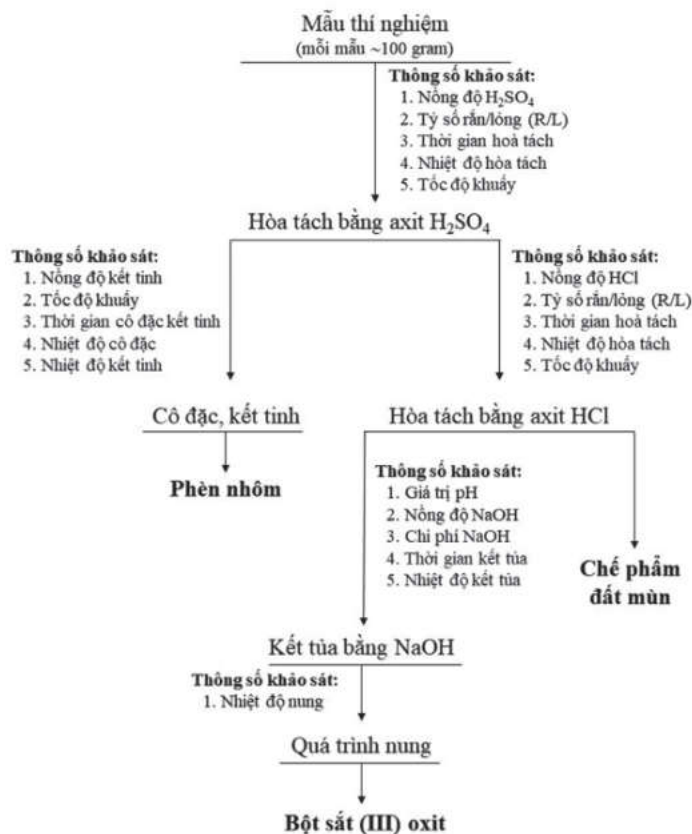 Mẫu thí nghiệm
(mỗi mẫu ~100 gram)
Thông số khảo sát:
1. Nồng độ H₂SO₄
2. Tỷ số rắn/lỏng (R/L)
3. Thời gian hoà tách
4. Nhiệt độ hòa tách
5. Tốc độ khuấy
Hòa tách bằng axit H₂SO₄
Thông số khảo sát:
1. Nồng độ kết tinh
2. Tốc độ khuấy
3. Thời gian cô đặc kết tinh
4. Nhiệt độ cô đặc
5. Nhiệt độ kết tinh
Thông số khảo sát:
1. Nồng độ HCl
2. Tỷ số rắn/lỏng (R/L)
3. Thời gian hoà tách
4. Nhiệt độ hòa tách
5. Tốc độ khuấy
Cô đặc, kết tinh
Hòa tách bằng axit HCl
Phèn nhôm
Thông số khảo sát:
1. Giá trị pH
2. Nồng độ NaOH
3. Chi phí NaOH
4. Thời gian kết tủa
5. Nhiệt độ kết tủa
Chế phẩm
đất mùn
Kết tủa bằng NaOH
Thông số khảo sát:
1. Nhiệt độ nung
Quá trình nung
Bột sắt (III) oxit